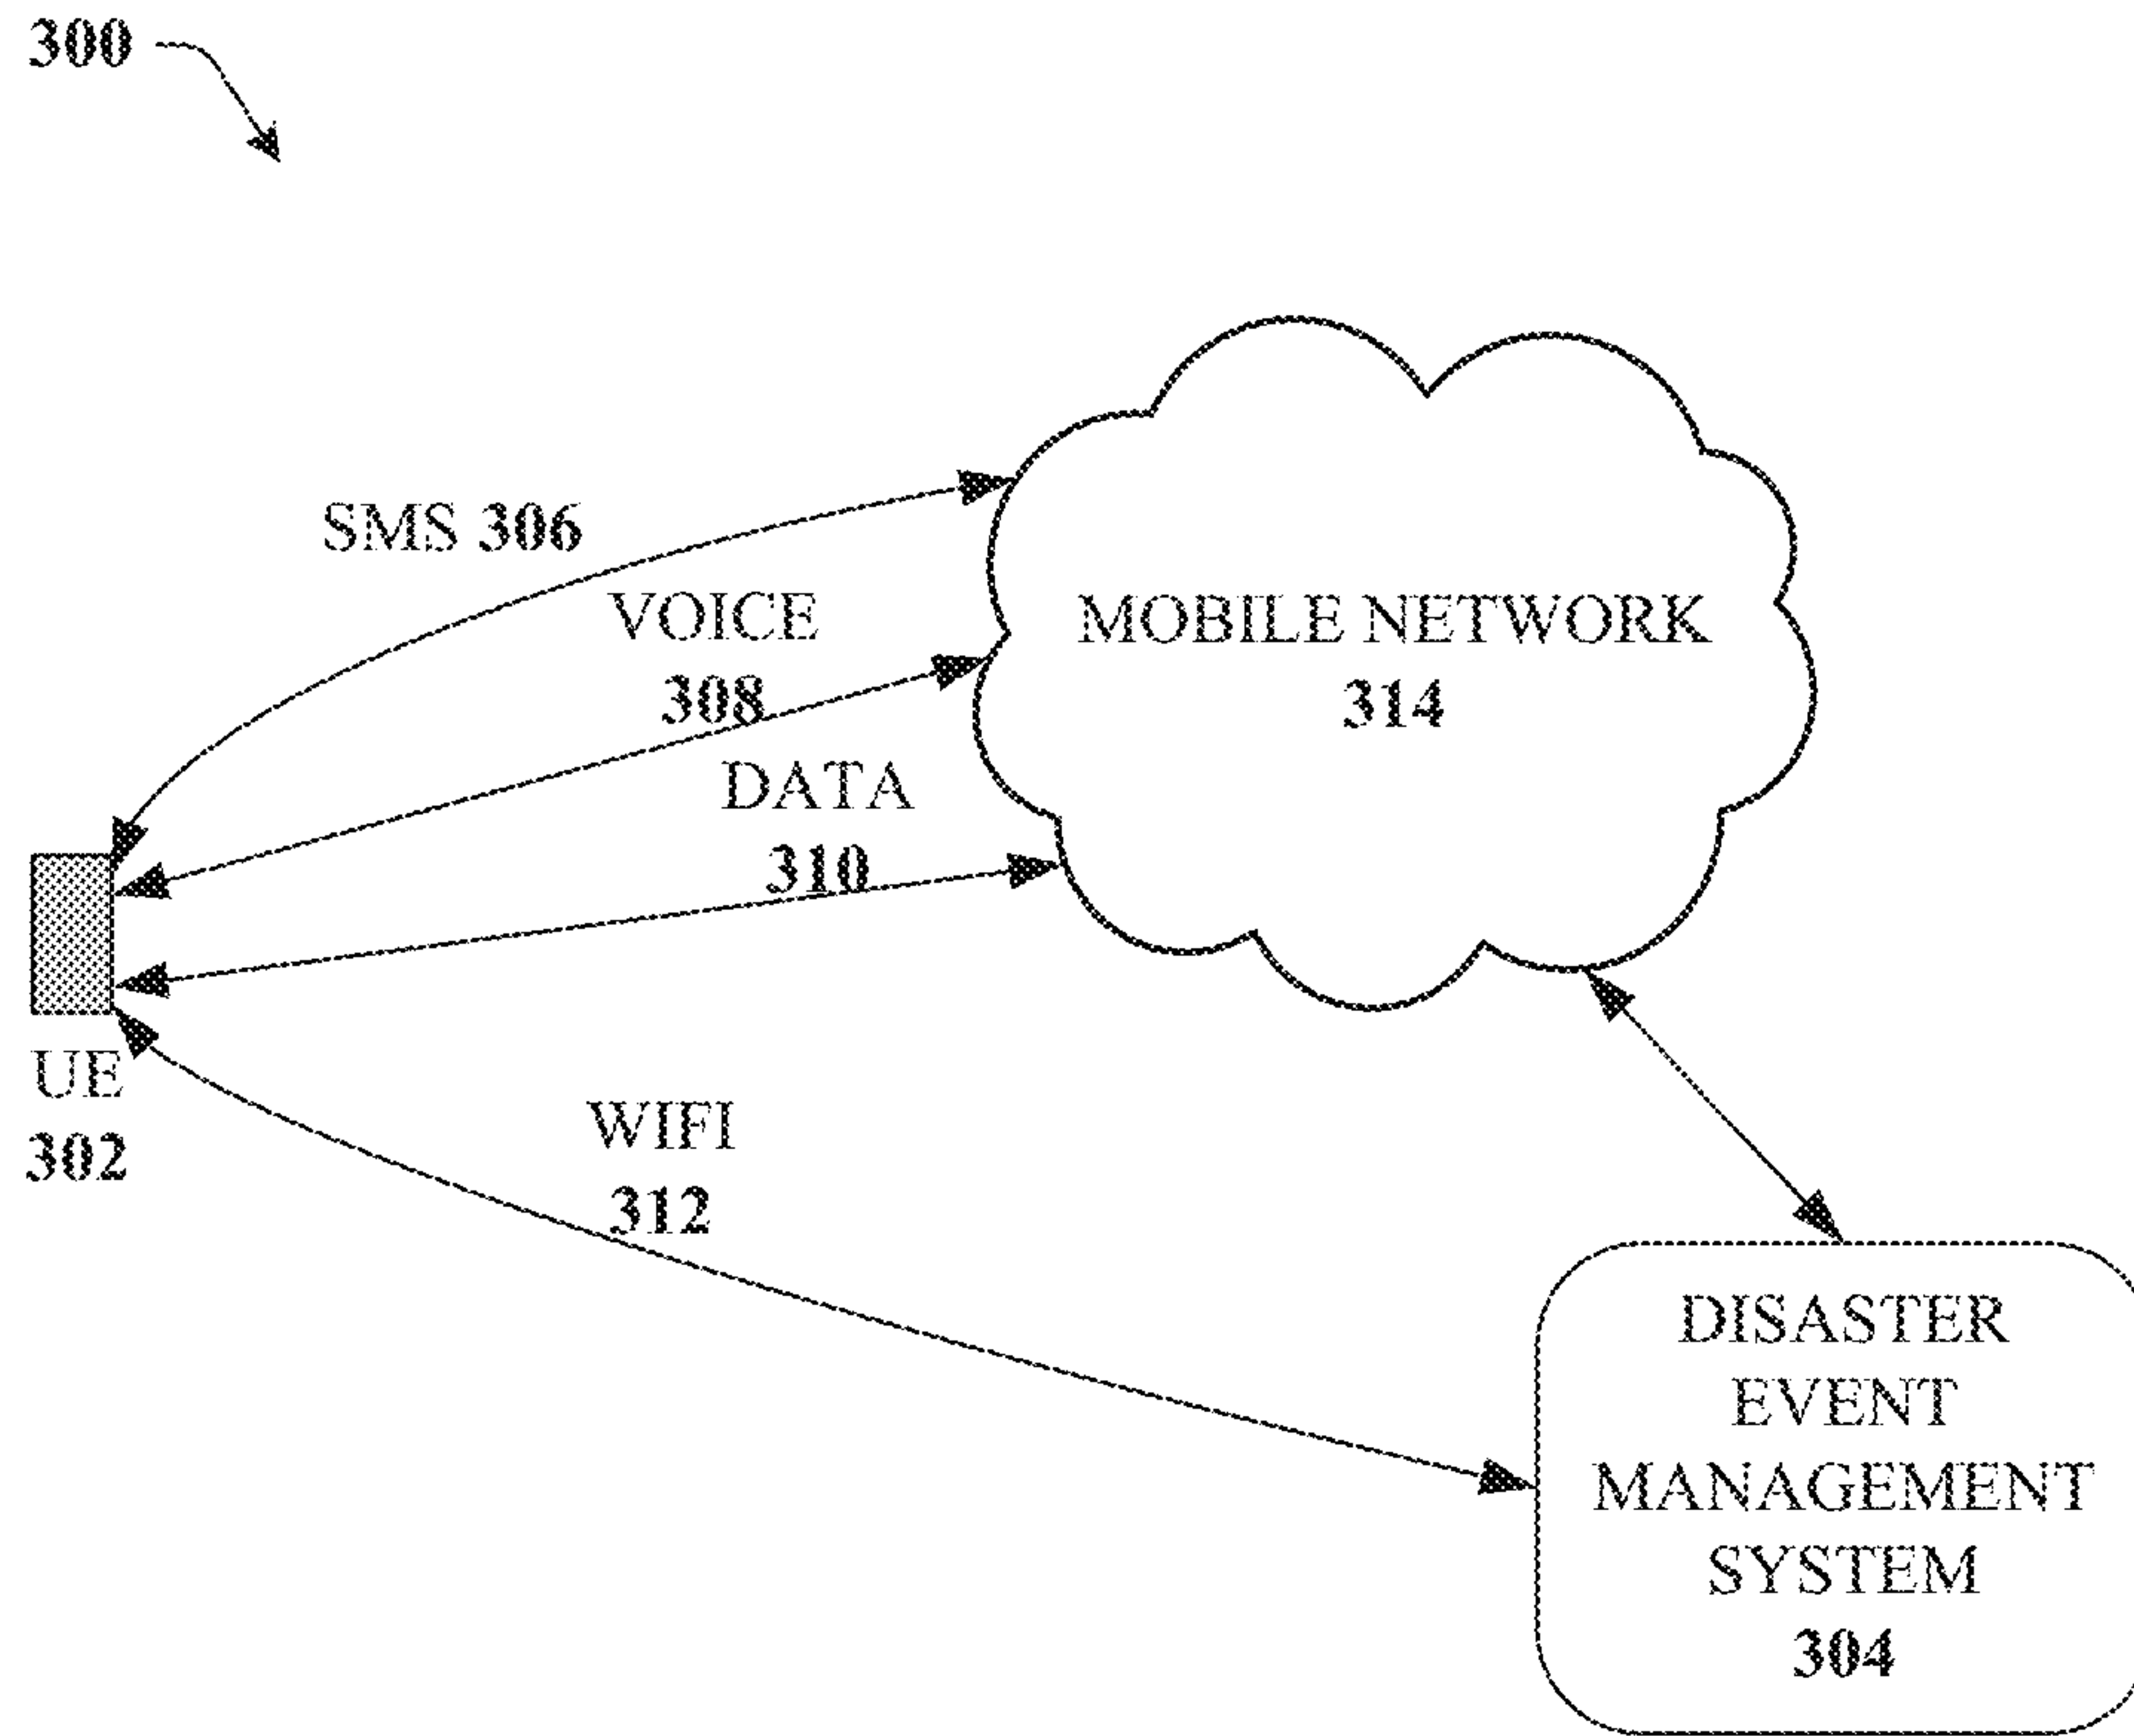 300
SMS 306
VOICE
308
MOBILE NETWORK
314
DATA
310
UE
302
WIFI
312
DISASTER
EVENT
MANAGEMENT
SYSTEM
304